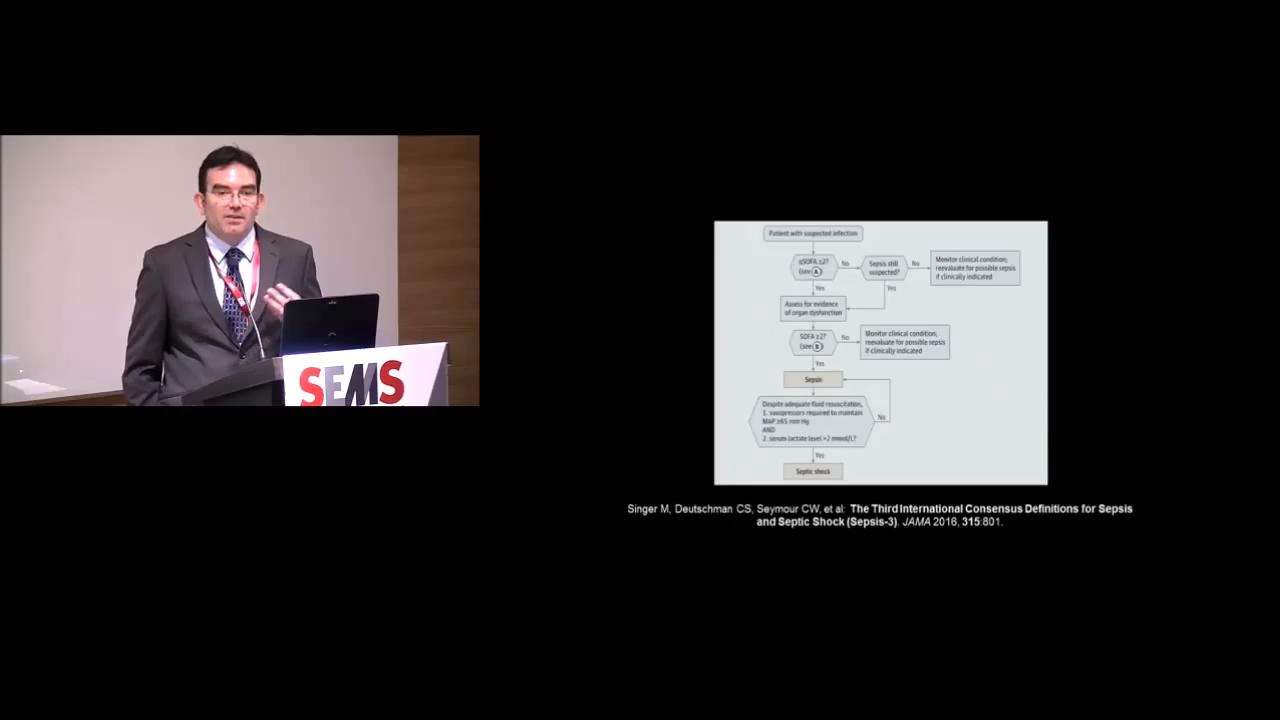 SEMS
Patient with suspected infection
qSOFA ≥2?
(see A)
No
Sepsis still
suspected?
No
Monitor clinical condition;
reevaluate for possible sepsis
if clinically indicated
Yes
Yes
Assess for evidence
of organ dysfunction
SOFA ≥2?
(see B)
No
Monitor clinical condition;
reevaluate for possible sepsis
if clinically indicated
Yes
Sepsis
Despite adequate fluid resuscitation,
1. vasopressors required to maintain
MAP ≥65 mm Hg
AND
2. serum lactate level >2 mmol/L?
No
Yes
Septic shock
Singer M, Deutschman CS, Seymour CW, et al: The Third International Consensus Definitions for Sepsis
and Septic Shock (Sepsis-3). JAMA 2016, 315:801.